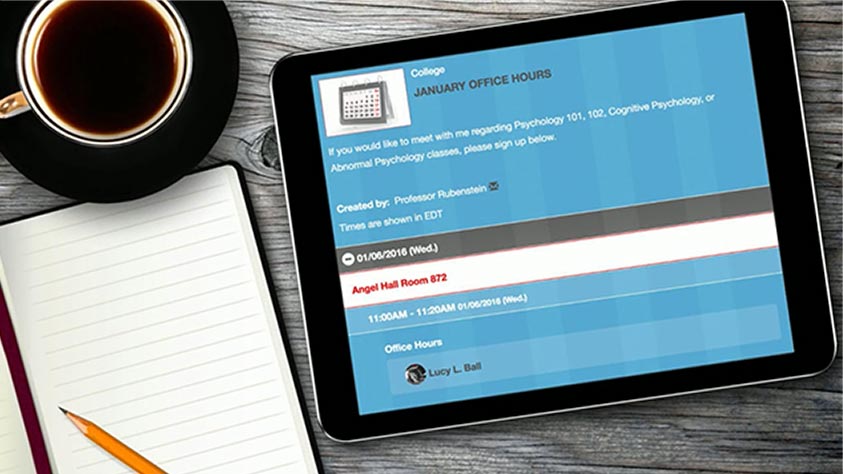 College
JANUARY OFFICE HOURS
If you would like to meet with me regarding Psychology 101, 102, Cognitive Psychology, or
Abnormal Psychology classes, please sign up below.
Created by: Professor Rubenstein
Times are shown in EDT
01/06/2016 (Wed.)
Angel Hall Room 872
11:00AM - 11:20AM 01/06/2016 (Wed.)
Office Hours
Lucy L. Ball